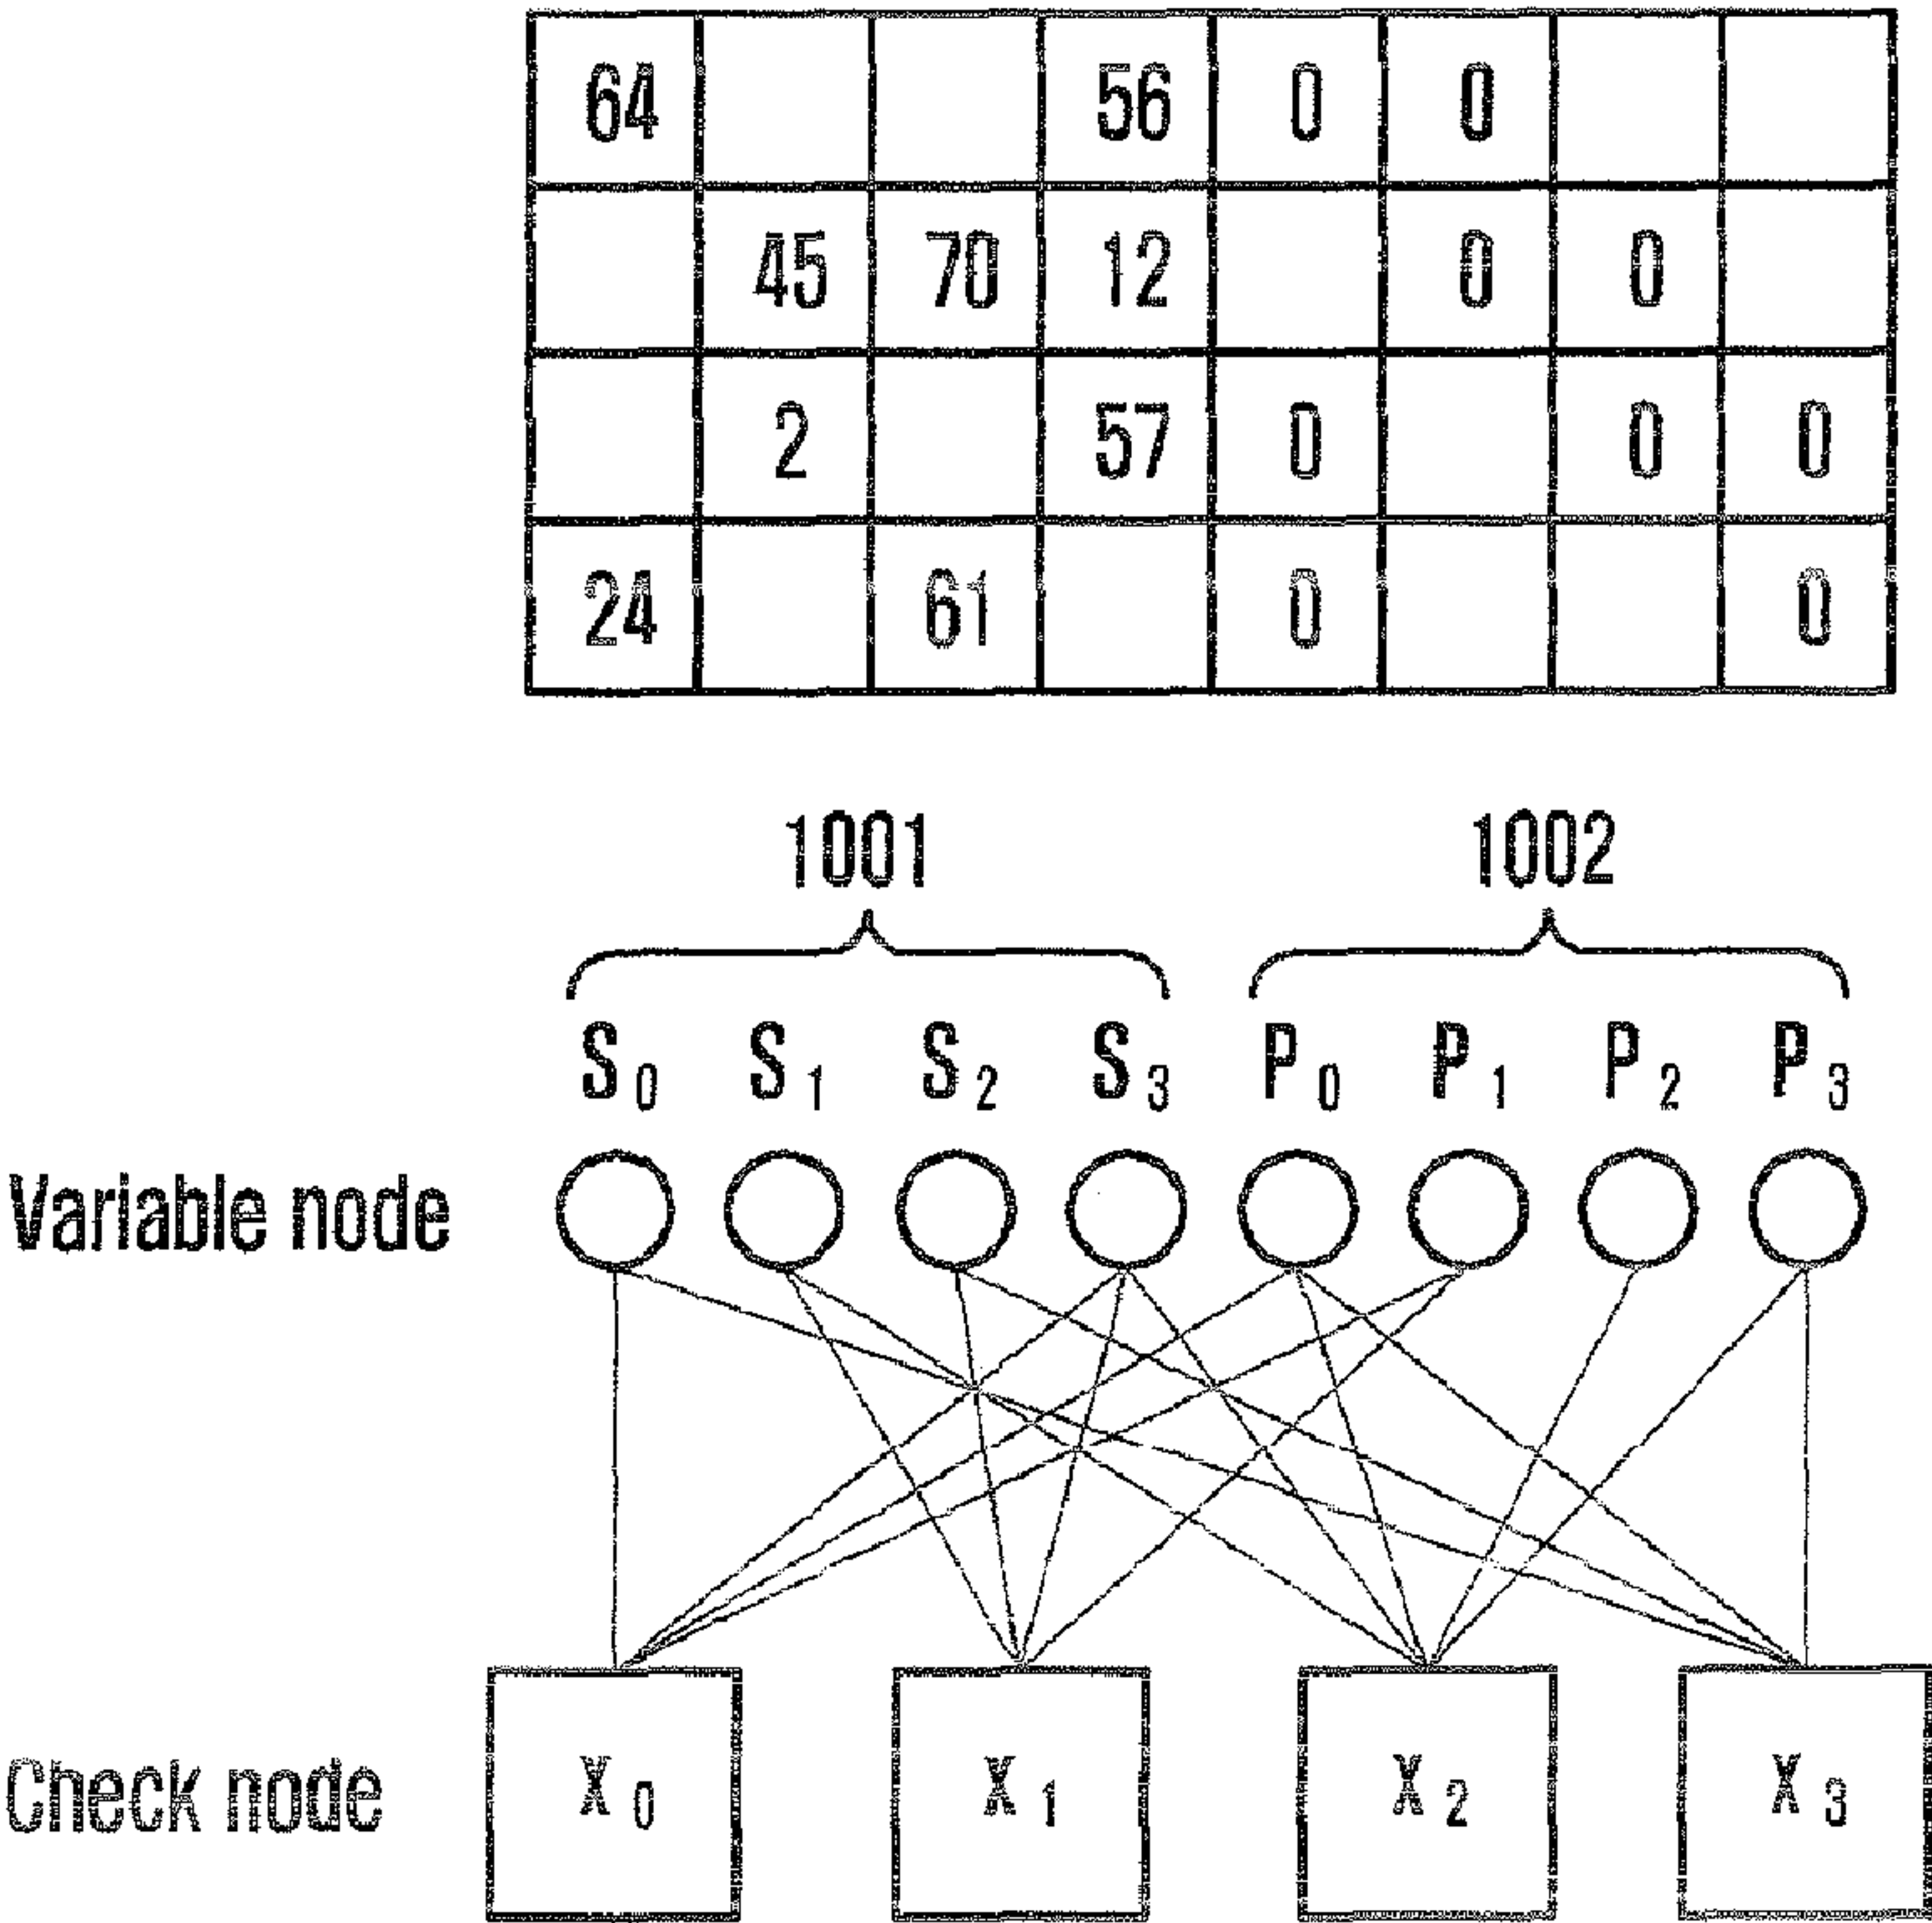 64 56 0 0
45 70 12 0 0
2 57 0 0 0
24 61 0 0
1001 1002
S0 S1 S2 S3 P0 P1 P2 P3
Variable node
Check node X0 X1 X2 X3